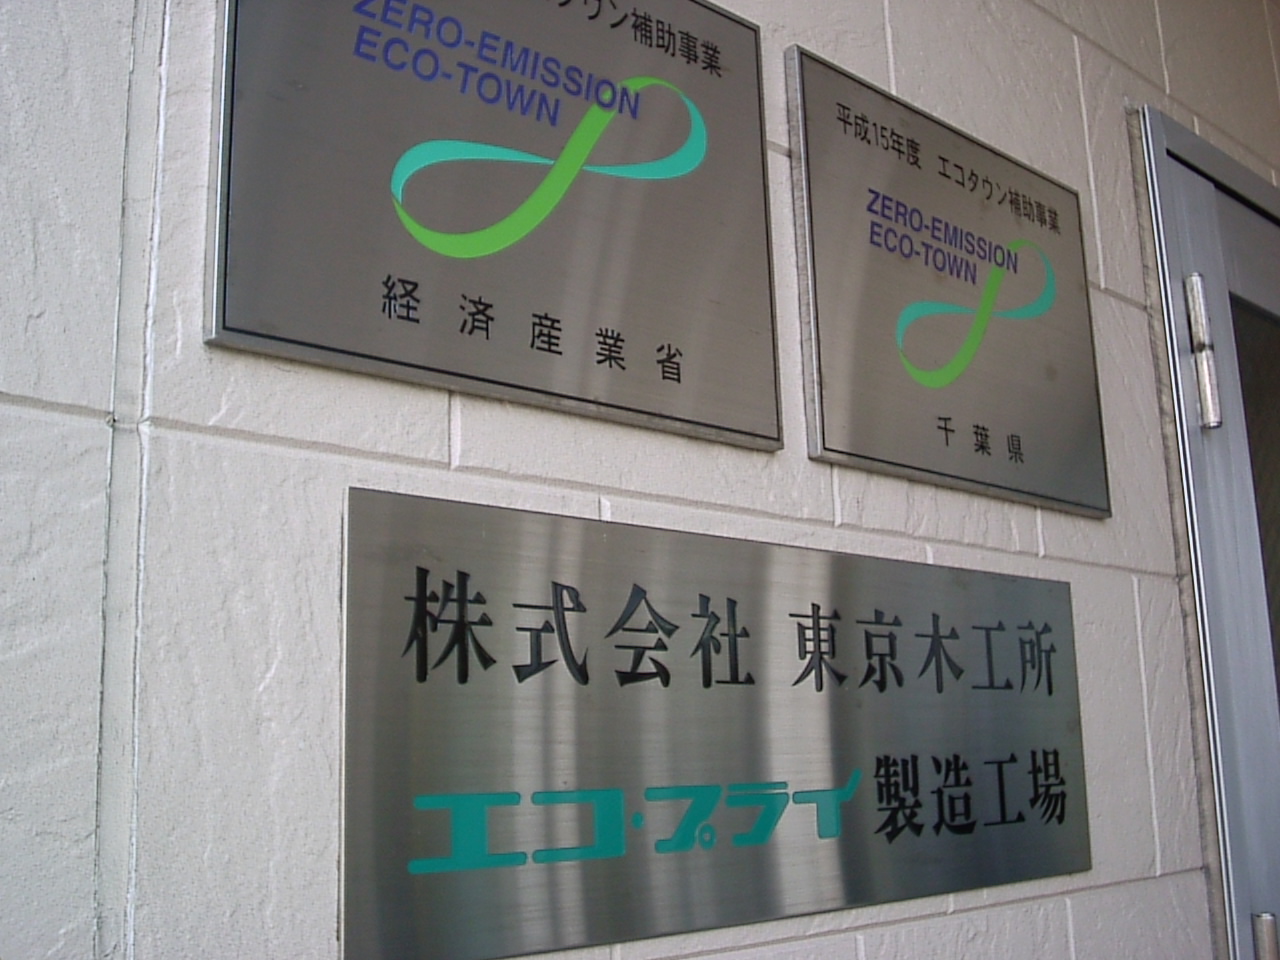 タウン補助事業
ZERO-EMISSION
ECO-TOWN
経済産業省
平成15年度 エコタウン補助事業
ZERO-EMISSION
ECO-TOWN
千葉県
株式会社 東京木工所
エコ・プライ 製造工場